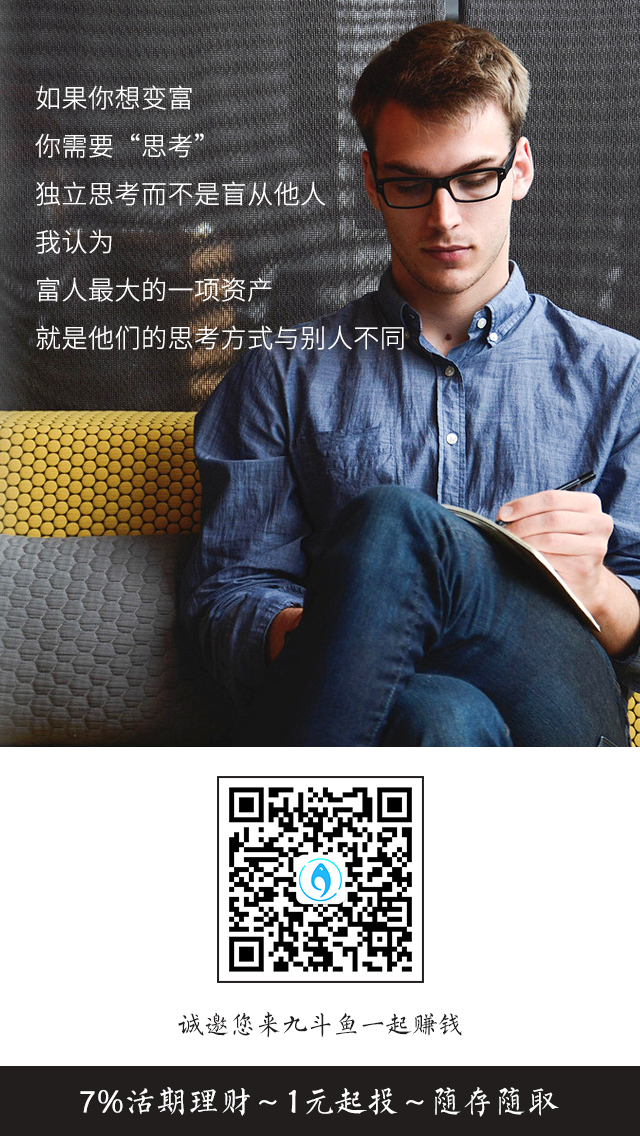 如果你想变富
你需要“思考”
独立思考而不是盲从他人
我认为
富人最大的一项资产
就是他们的思考方式与别人不同
诚邀您来九斗鱼一起赚钱
7%活期理财～1元起投～随存随取